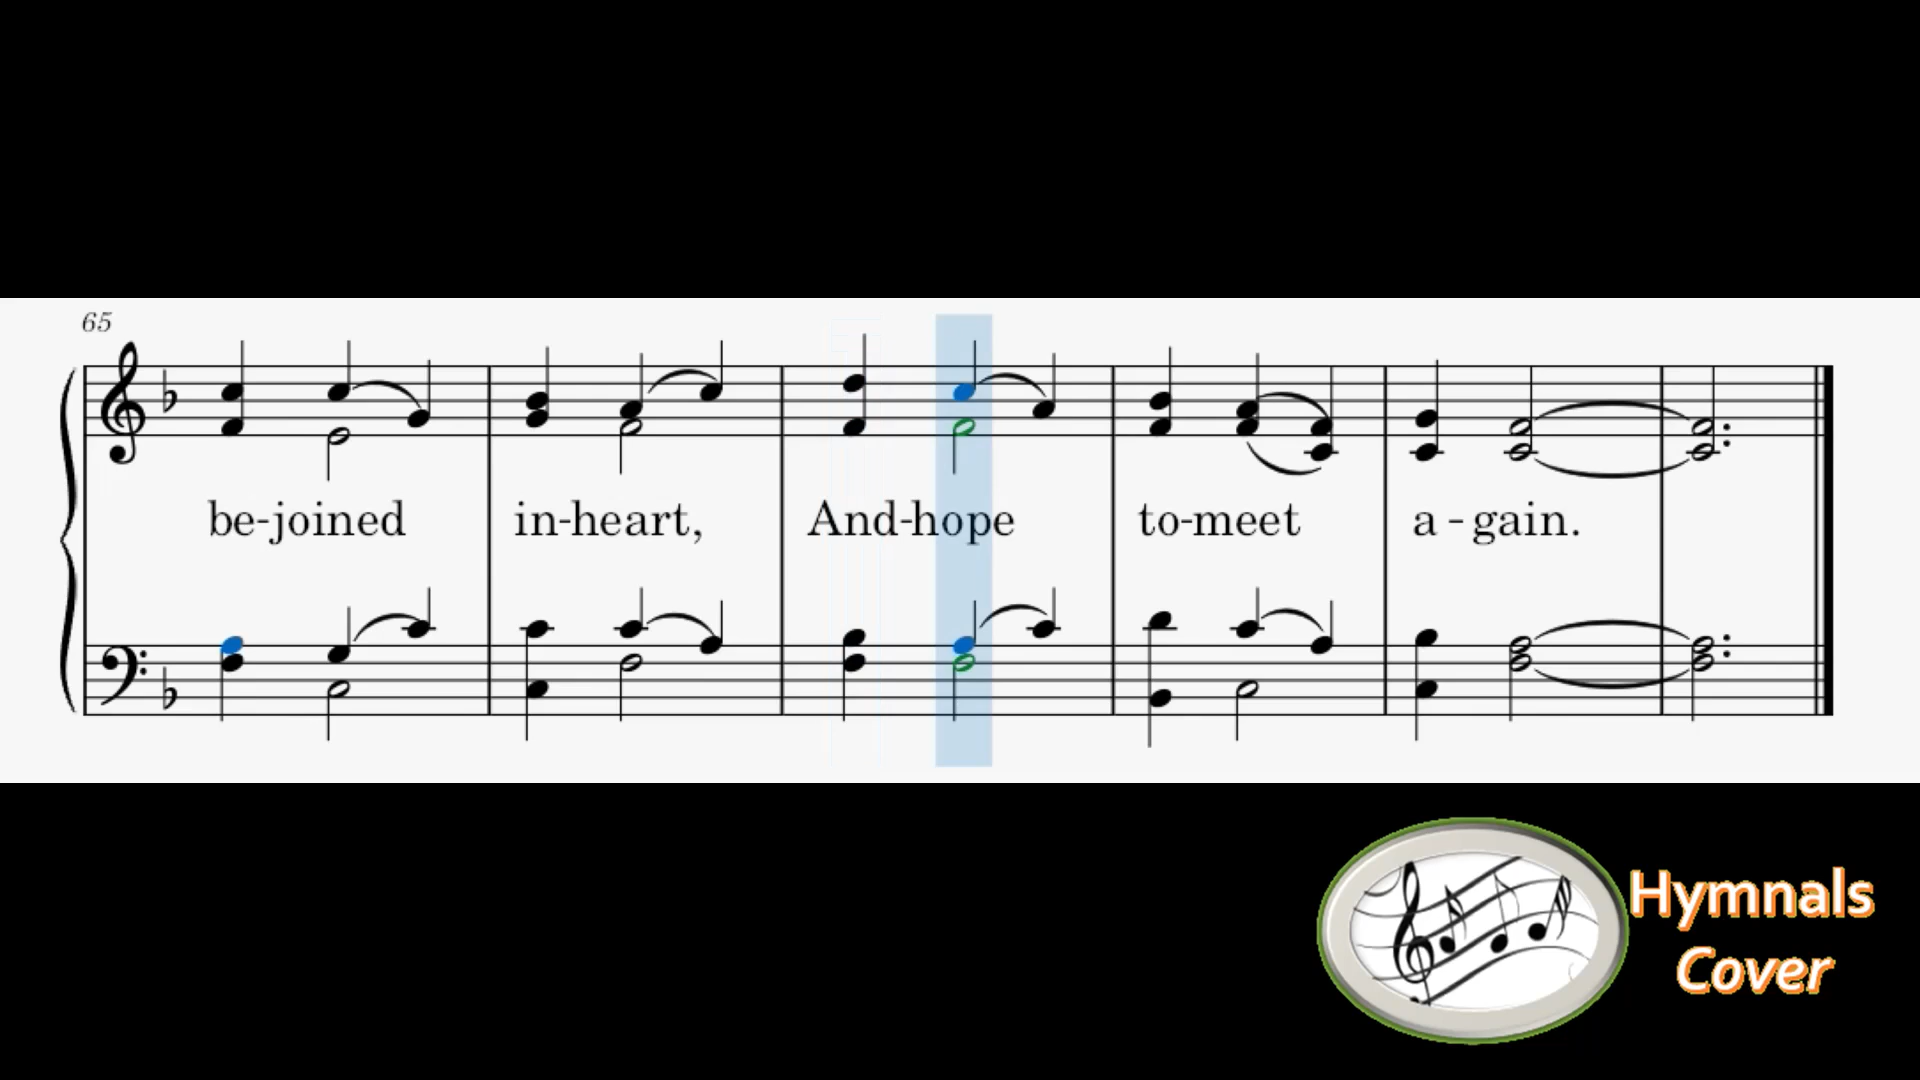 65
be-joined in-heart, And-hope to-meet a - gain.
Hymnals
Cover